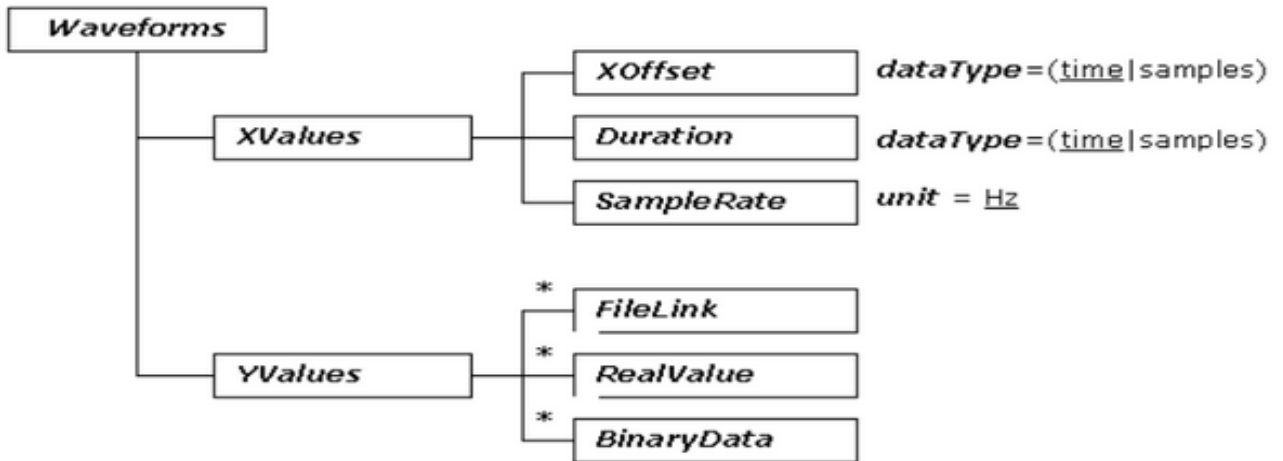 Waveforms
XOffset dataType=(time|samples)
XValues Duration dataType=(time|samples)
SampleRate unit = Hz
*
FileLink
*
YValues RealValue
*
BinaryData